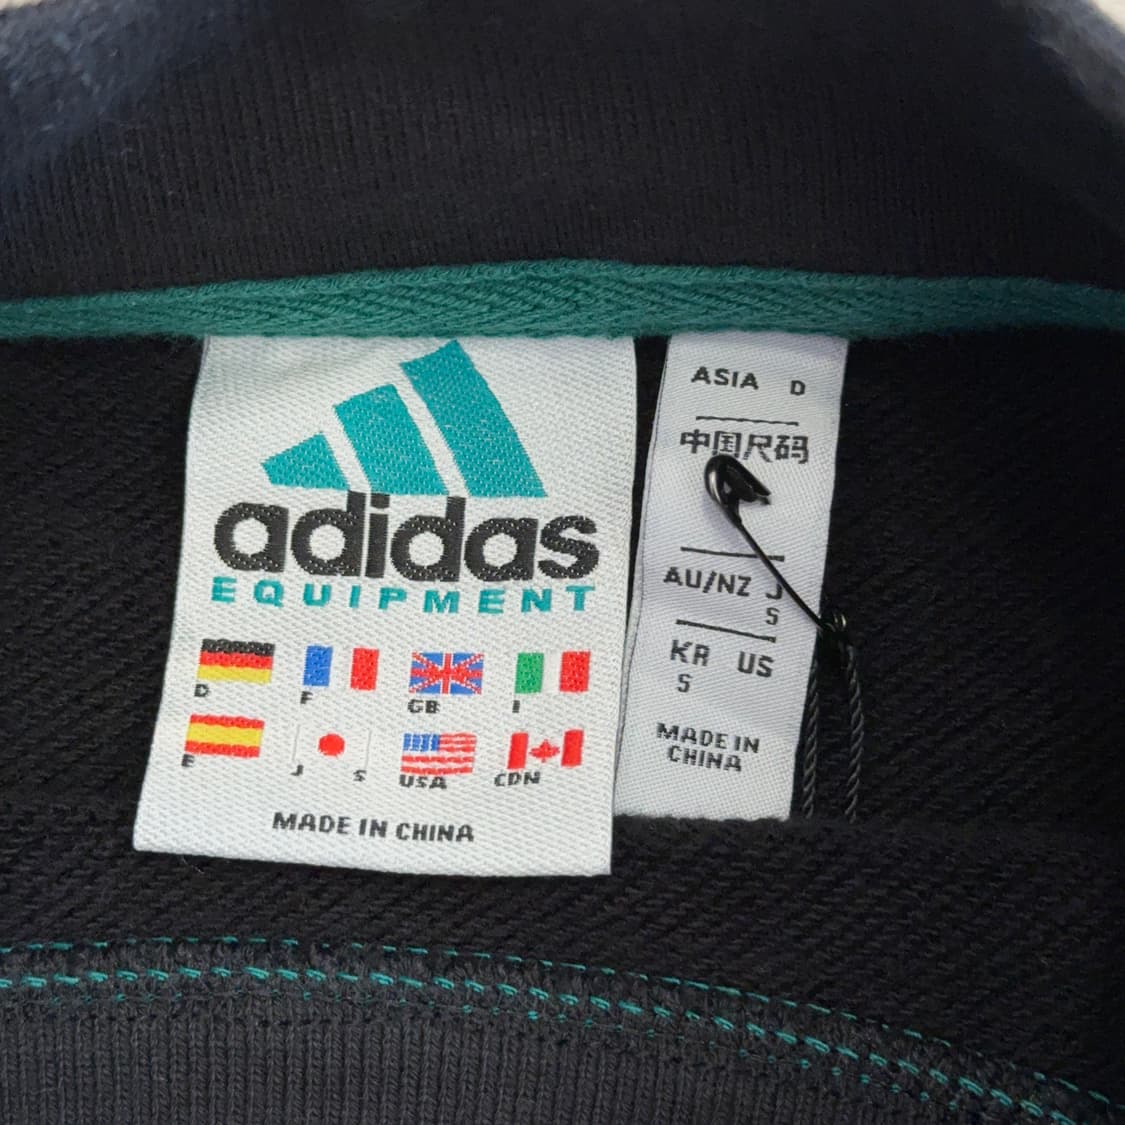 adidas
EQUIPMENT
D F GB I
E J S USA CDN
MADE IN CHINA
ASIA D
中国尺码
AU/NZ J
S
KR US
S
MADE IN
CHINA